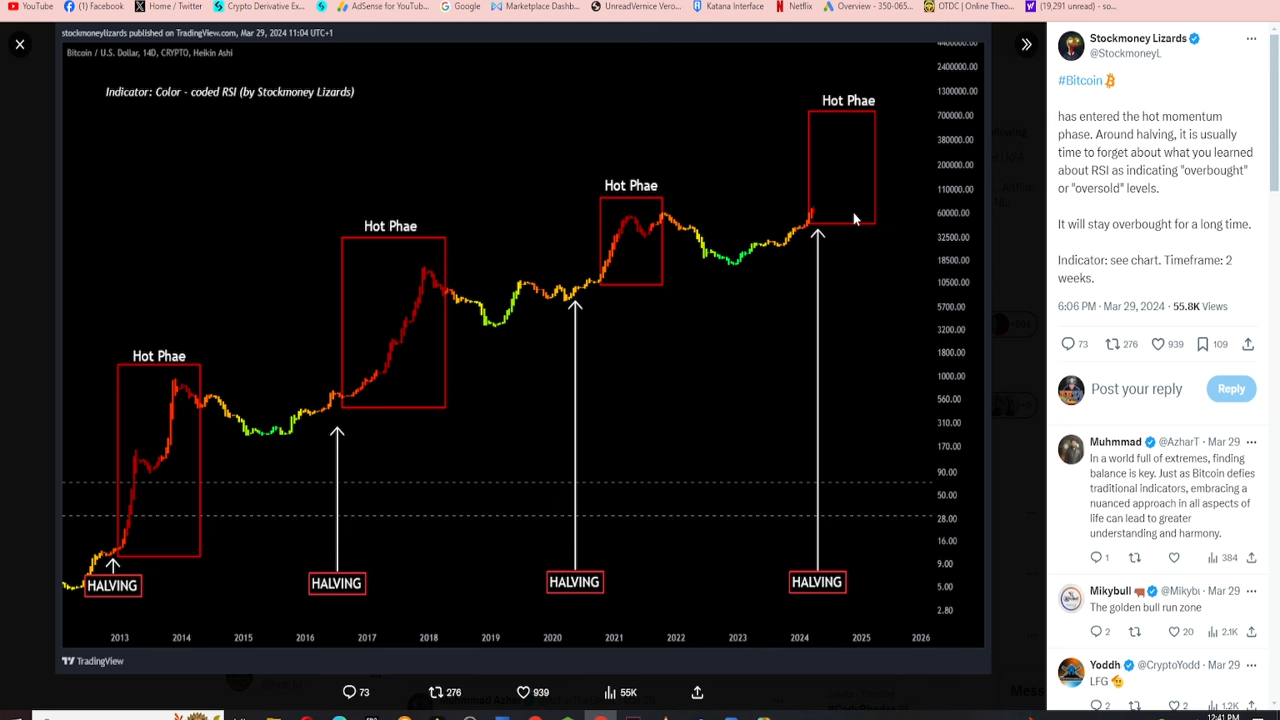 YouTube
(1) Facebook
Home / Twitter
Crypto Derivative Ex...
AdSense for YouTub...
Google
Marketplace Dashb...
UnreadVernice Vero...
Katana Interface
Netflix
Overview - 350-065...
OTDC | Online Theo...
(19,291 unread) - so...
stockmoneylizards published on TradingView.com, Mar 29, 2024 11:04 UTC+1
Bitcoin / U.S. Dollar, 14D, CRYPTO, Heikin Ashi
Indicator: Color - coded RSI (by Stockmoney Lizards)
Hot Phae
Hot Phae
Hot Phae
Hot Phae
HALVING
HALVING
HALVING
HALVING
4400000.00
2400000.00
1300000.00
700000.00
380000.00
200000.00
110000.00
60000.00
32500.00
18500.00
10500.00
5700.00
3200.00
1800.00
1000.00
560.00
310.00
170.00
90.00
50.00
28.00
16.00
9.00
5.00
2.80
2013
2014
2015
2016
2017
2018
2019
2020
2021
2022
2023
2024
2025
2026
TradingView
73
276
939
55K
Stockmoney Lizards
@StockmoneyL
#Bitcoin
has entered the hot momentum
phase. Around halving, it is usually
time to forget about what you learned
about RSI as indicating "overbought"
or "oversold" levels.
It will stay overbought for a long time.
Indicator: see chart. Timeframe: 2
weeks.
6:06 PM · Mar 29, 2024 · 55.8K Views
73
276
939
109
Post your reply
Reply
Muhmmad @AzharT · Mar 29
In a world full of extremes, finding
balance is key. Just as Bitcoin defies
traditional indicators, embracing a
nuanced approach in all aspects of
life can lead to greater
understanding and harmony.
1
384
Mikybull @Mikybu · Mar 29
The golden bull run zone
2
20
2.1K
Yoddh @CryptoYodd · Mar 29
LFG
2
2
1.2K
12:41 PM